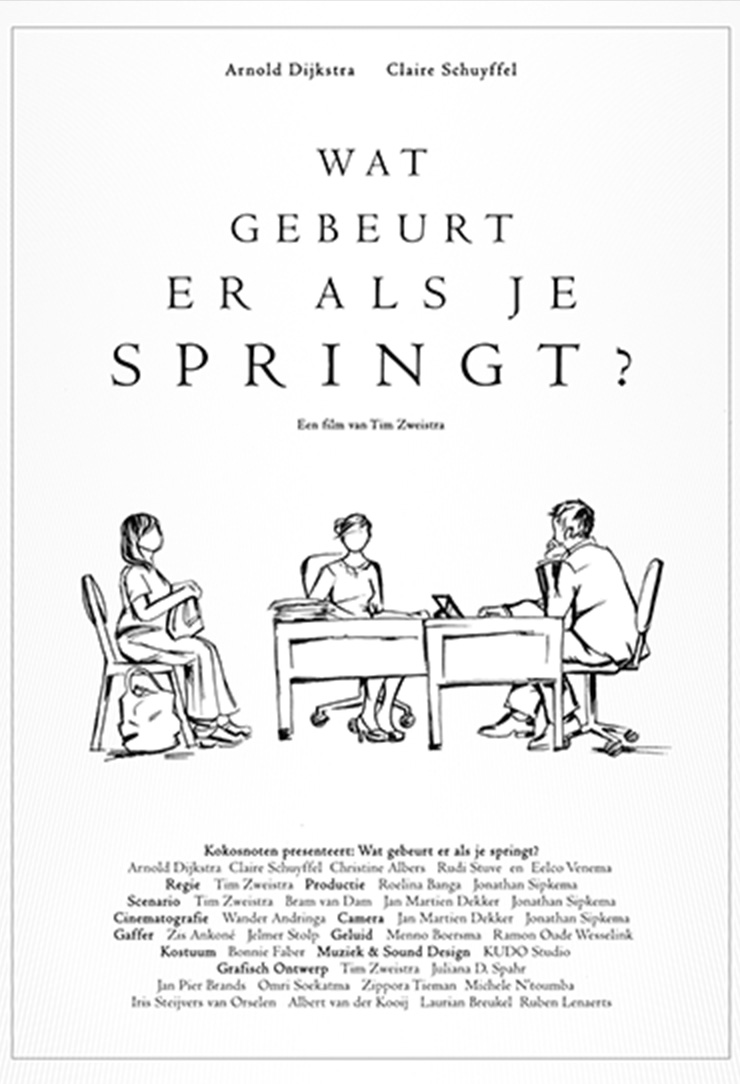 Arnold Dijkstra Claire Schuyffel
WAT
GEBEURT
ER ALS JE
SPRINGT?
Een film van Tim Zweistra
Kokosnoten presenteert: Wat gebeurt er als je springt?
Arnold Dijkstra Claire Schuyffel Christine Albers Rudi Stuve en Eelco Venema
Regie Tim Zweistra Productie Roelina Banga Jonathan Sipkema
Scenario Tim Zweistra Bram van Dam Jan Martien Dekker Jonathan Sipkema
Cinematografie Wander Andringa Camera Jan Martien Dekker Jonathan Sipkema
Gaffer Zis Ankoné Jelmer Stolp Geluid Menno Boersma Ramon Oude Wesselink
Kostuum Bonnie Faber Muziek & Sound Design KUDO Studio
Grafisch Ontwerp Tim Zweistra Juliana D. Spahr
Jan Pier Brands Omri Soekatma Zippora Tieman Michele N'toumba
Iris Steijvers van Orselen Albert van der Kooij Laurian Breukel Ruben Lenaerts